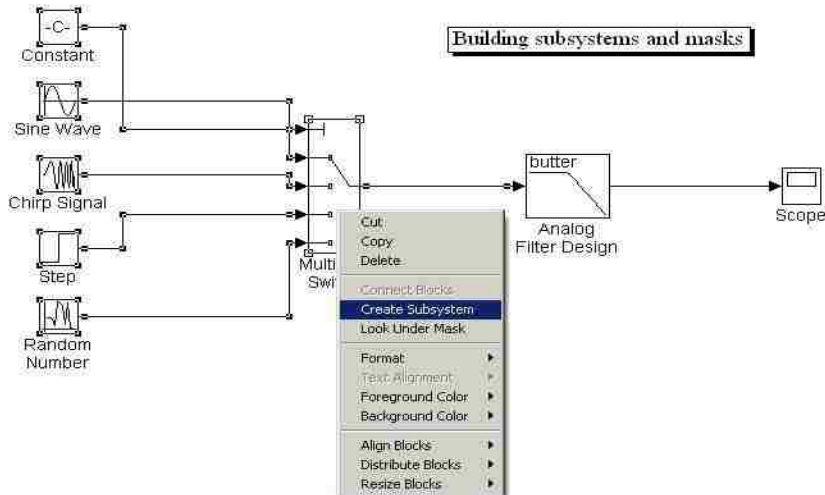 -C-
Constant
Building subsystems and masks
Sine Wave
Chirp Signal
Step
Random
Number
Multi
Swi
butter
Analog
Filter Design
Scope
Cut
Copy
Delete
Connect Blocks
Create Subsystem
Look Under Mask
Format
Text Alignment
Foreground Color
Background Color
Align Blocks
Distribute Blocks
Resize Blocks